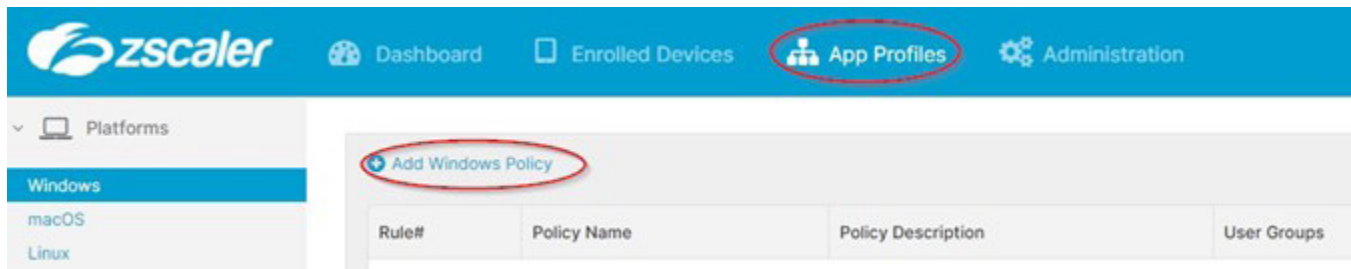 zscaler Dashboard Enrolled Devices App Profiles Administration
Platforms
Add Windows Policy
Windows
macOS
Rule# Policy Name Policy Description User Groups
Linux